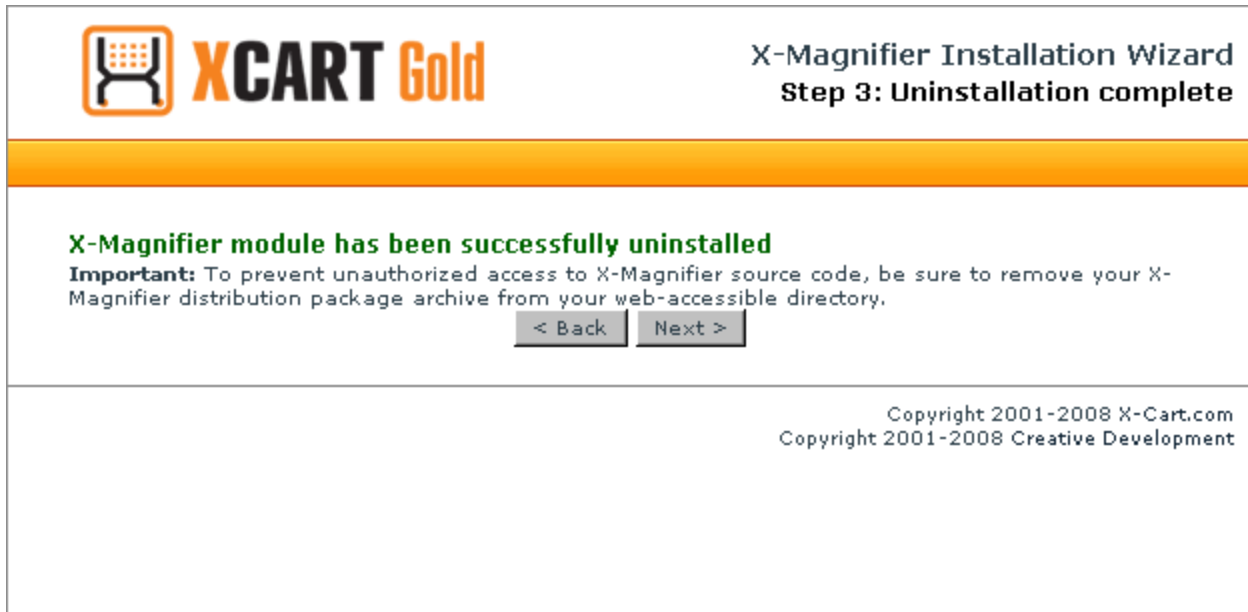 XCART Gold
X-Magnifier Installation Wizard
Step 3: Uninstallation complete
X-Magnifier module has been successfully uninstalled
Important: To prevent unauthorized access to X-Magnifier source code, be sure to remove your X-
Magnifier distribution package archive from your web-accessible directory.
< Back Next >
Copyright 2001-2008 X-Cart.com
Copyright 2001-2008 Creative Development